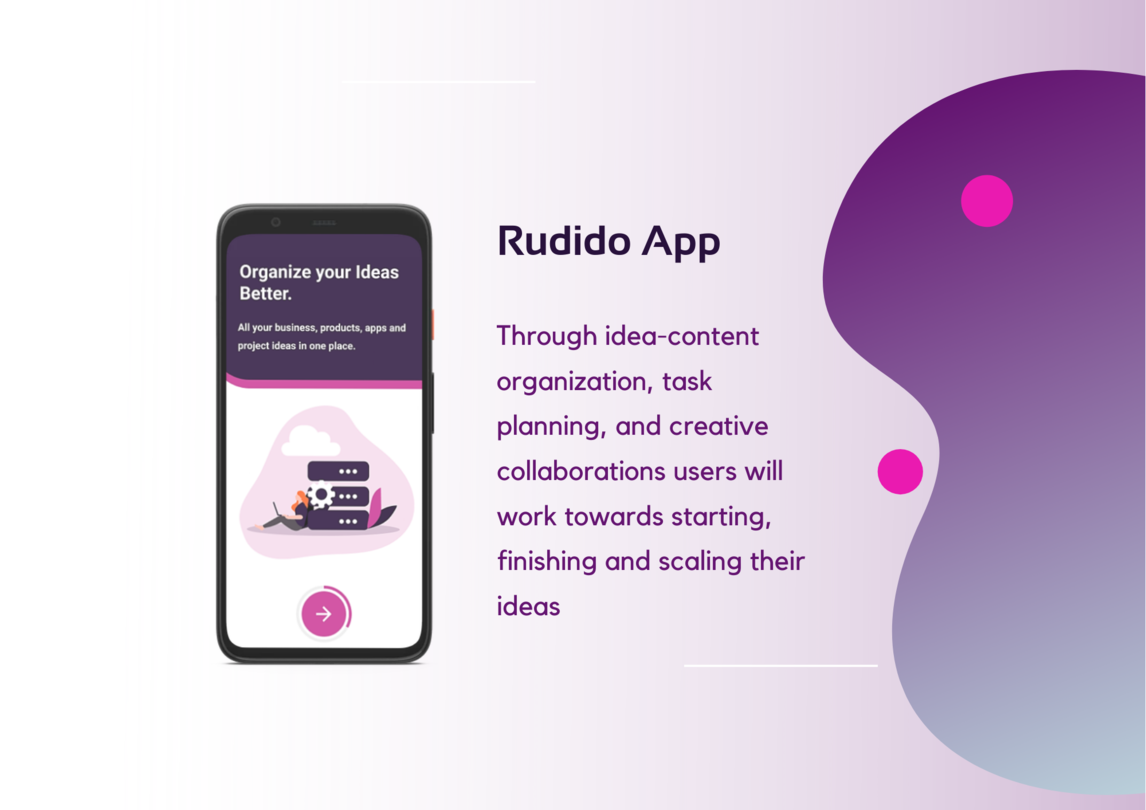 Organize your Ideas
Better.
All your business, products, apps and
project ideas in one place.
Rudido App
Through idea-content
organization, task
planning, and creative
collaborations users will
work towards starting,
finishing and scaling their
ideas